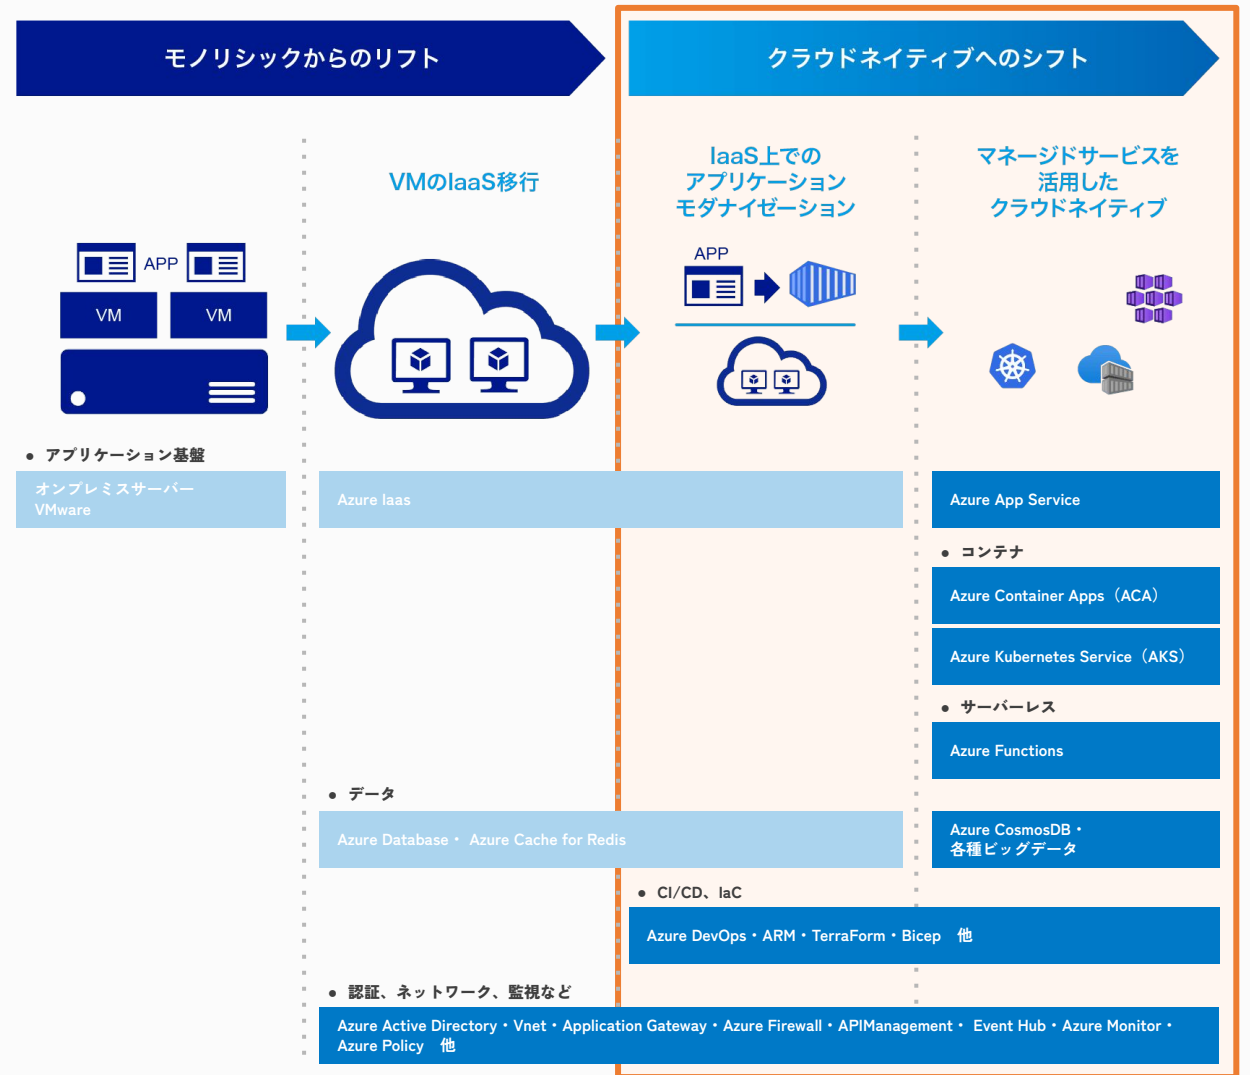 モノリシックからのリフト
クラウドネイティブへのシフト
VMのIaaS移行
IaaS上での
アプリケーション
モダナイゼーション
マネージドサービスを
活用した
クラウドネイティブ
APP
VM
VM
APP
● アプリケーション基盤
オンプレミスサーバー
VMware
Azure Iaas
Azure App Service
● コンテナ
Azure Container Apps（ACA）
Azure Kubernetes Service（AKS）
● サーバーレス
Azure Functions
● データ
Azure Database・ Azure Cache for Redis
Azure CosmosDB・
各種ビッグデータ
● CI/CD、IaC
Azure DevOps・ARM・TerraForm・Bicep　他
● 認証、ネットワーク、監視など
Azure Active Directory・Vnet・Application Gateway・Azure Firewall・APIManagement・ Event Hub・Azure Monitor・
Azure Policy　他